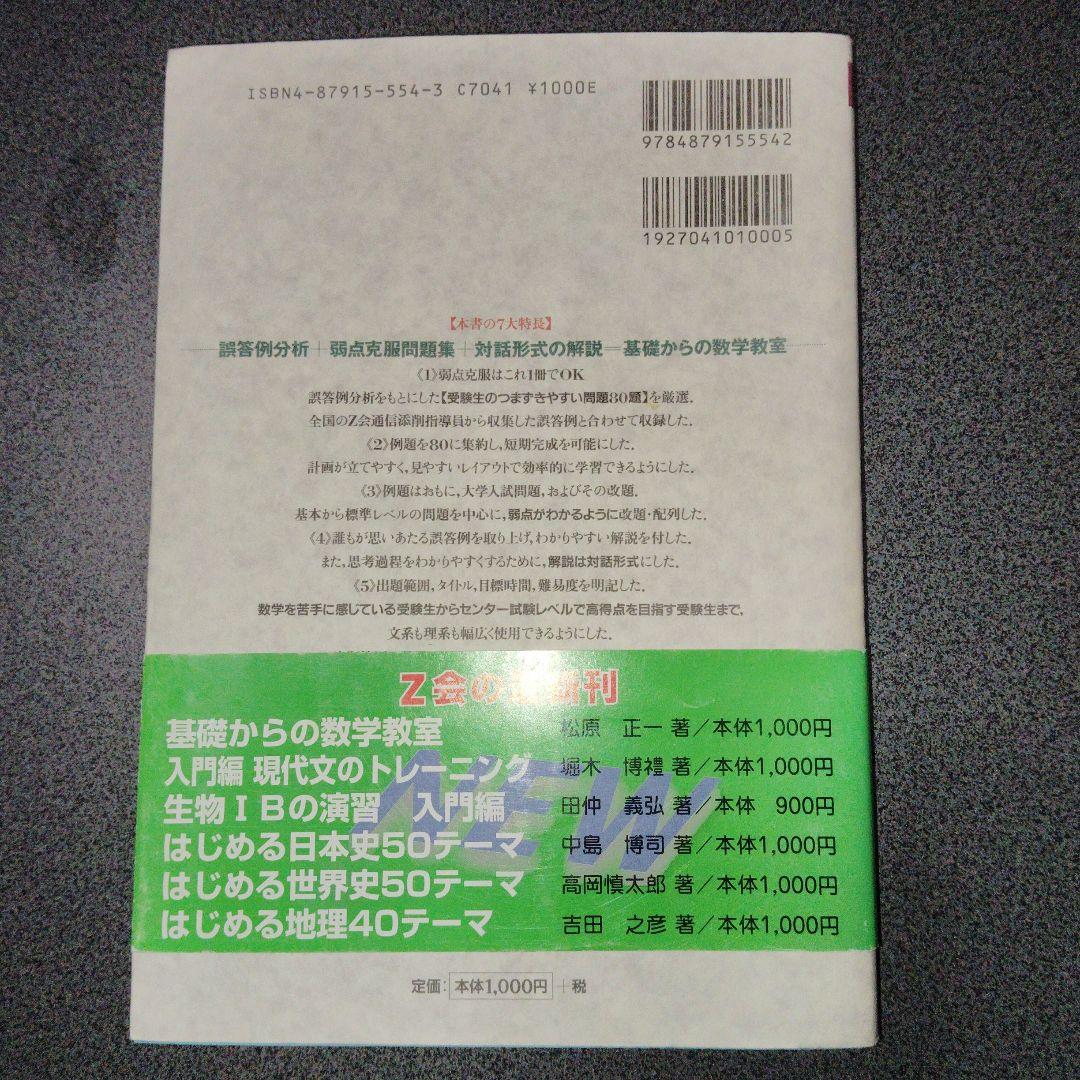 ISBN4-87915-554-3 C7041 ¥1000E
9784879155542
1927041010005
【本書の7大特長】
誤答例分析+弱点克服問題集+対話形式の解説=基礎からの数学教室
《1》弱点克服はこれ1冊でOK
誤答例分析をもとにした【受験生のつまずきやすい問題80題】を厳選.
全国のZ会通信添削指導員から収集した誤答例と合わせて収録した.
《2》例題を80に集約し,短期完成を可能にした.
計画が立てやすく,見やすいレイアウトで効率的に学習できるようにした.
《3》例題はおもに,大学入試問題,およびその改題.
基本から標準レベルの問題を中心に,弱点がわかるように改題・配列した.
《4》誰もが思いあたる誤答例を取り上げ,わかりやすい解説を付した.
また,思考過程をわかりやすくするために,解説は対話形式にした.
《5》出題範囲,タイトル,目標時間,難易度を明記した.
数学を苦手に感じている受験生からセンター試験レベルで高得点を目指す受験生まで,
文系も理系も幅広く使用できるようにした.
Z会の 新刊
基礎からの数学教室 松原 正一 著/本体1,000円
入門編 現代文のトレーニング 堀木 博禮 著/本体1,000円
生物IBの演習 入門編 田仲 義弘 著/本体 900円
はじめる日本史50テーマ 中島 博司 著/本体1,000円
はじめる世界史50テーマ 高岡慎太郎 著/本体1,000円
はじめる地理40テーマ 吉田 之彦 著/本体1,000円
NEW
定価: 本体1,000円 +税